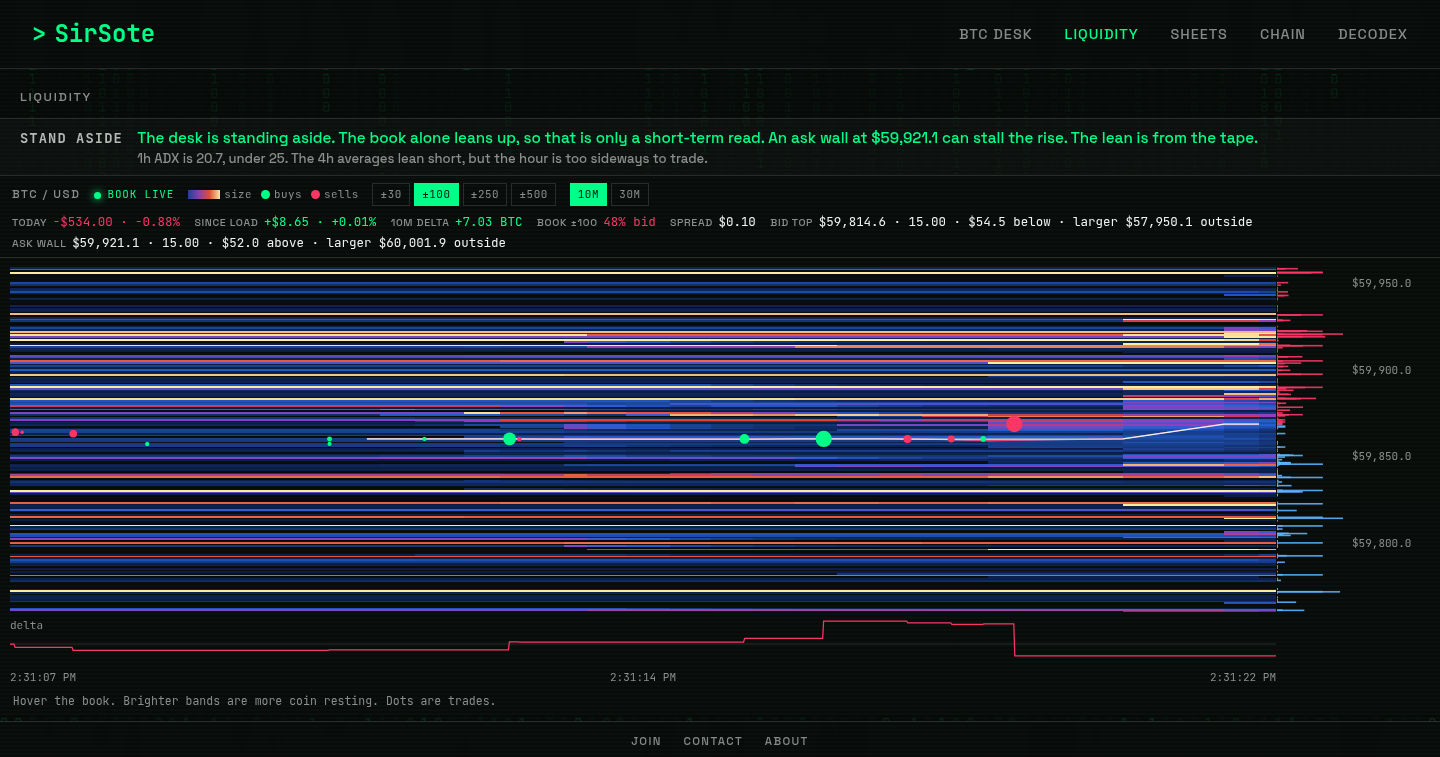 > SirSote
BTC DESK LIQUIDITY SHEETS CHAIN DECODEX
LIQUIDITY
STAND ASIDE The desk is standing aside. The book alone leans up, so that is only a short-term read. An ask wall at $59,921.1 can stall the rise. The lean is from the tape.
1h ADX is 20.7, under 25. The 4h averages lean short, but the hour is too sideways to trade.
BTC / USD BOOK LIVE size buys sells ±30 ±100 ±250 ±500 10M 30M
TODAY -$534.00 · -0.88% SINCE LOAD +$8.65 · +0.01% 10M DELTA +7.03 BTC BOOK ±100 48% bid SPREAD $0.10 BID TOP $59,814.6 · 15.00 · $54.5 below · larger $57,950.1 outside
ASK WALL $59,921.1 · 15.00 · $52.0 above · larger $60,001.9 outside
$59,950.0
$59,900.0
$59,850.0
$59,800.0
delta
2:31:07 PM 2:31:14 PM 2:31:22 PM
Hover the book. Brighter bands are more coin resting. Dots are trades.
JOIN CONTACT ABOUT